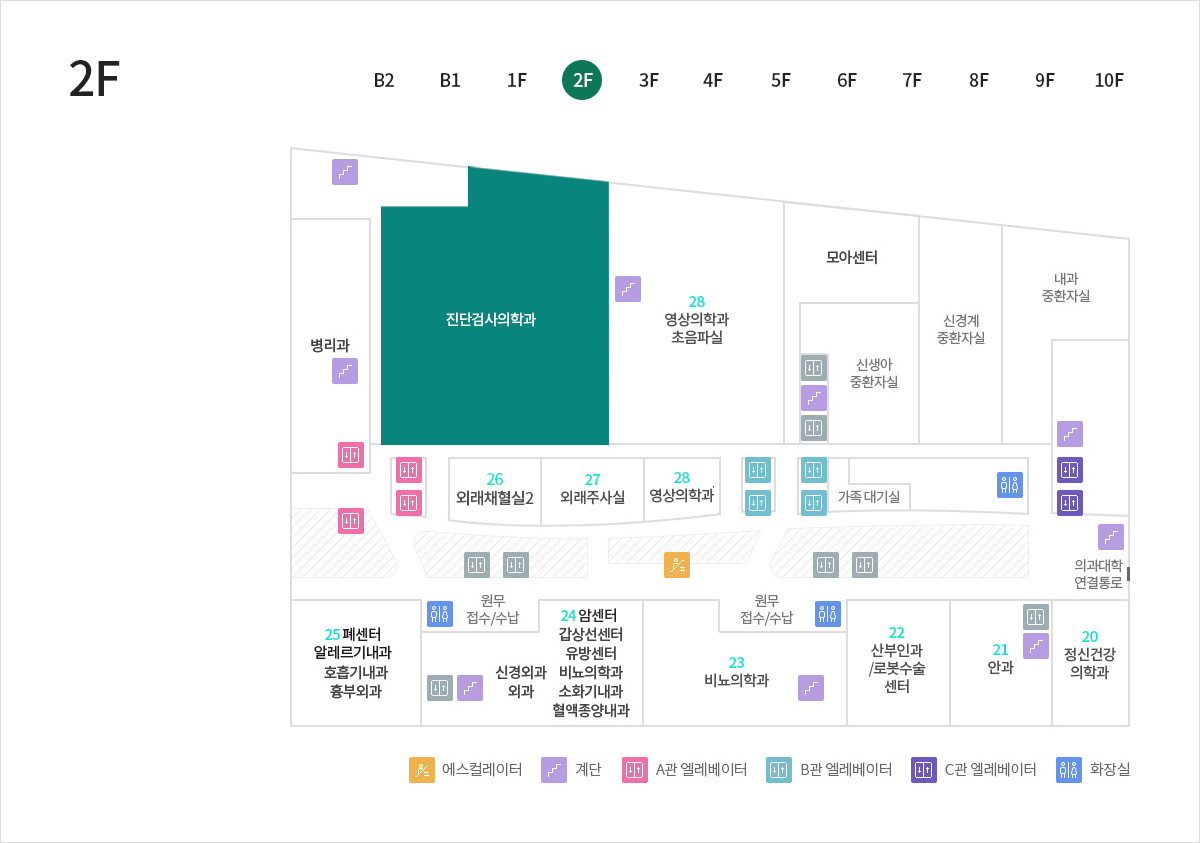 2F
B2
B1
1F
2F
3F
4F
5F
6F
7F
8F
9F
10F
병리과
진단검사의학과
28
영상의학과
초음파실
모아센터
신생아
중환자실
신경계
중환자실
내과
중환자실
26
외래채혈실2
27
외래주사실
28
영상의학과
가족 대기실
의과대학
연결통로
원무
접수/수납
원무
접수/수납
25 폐센터
알레르기내과
호흡기내과
흉부외과
신경외과
외과
24 암센터
갑상선센터
유방센터
비뇨의학과
소화기내과
혈액종양내과
23
비뇨의학과
22
산부인과
/로봇수술
센터
21
안과
20
정신건강
의학과
에스컬레이터
계단
A관 엘레베이터
B관 엘레베이터
C관 엘레베이터
화장실